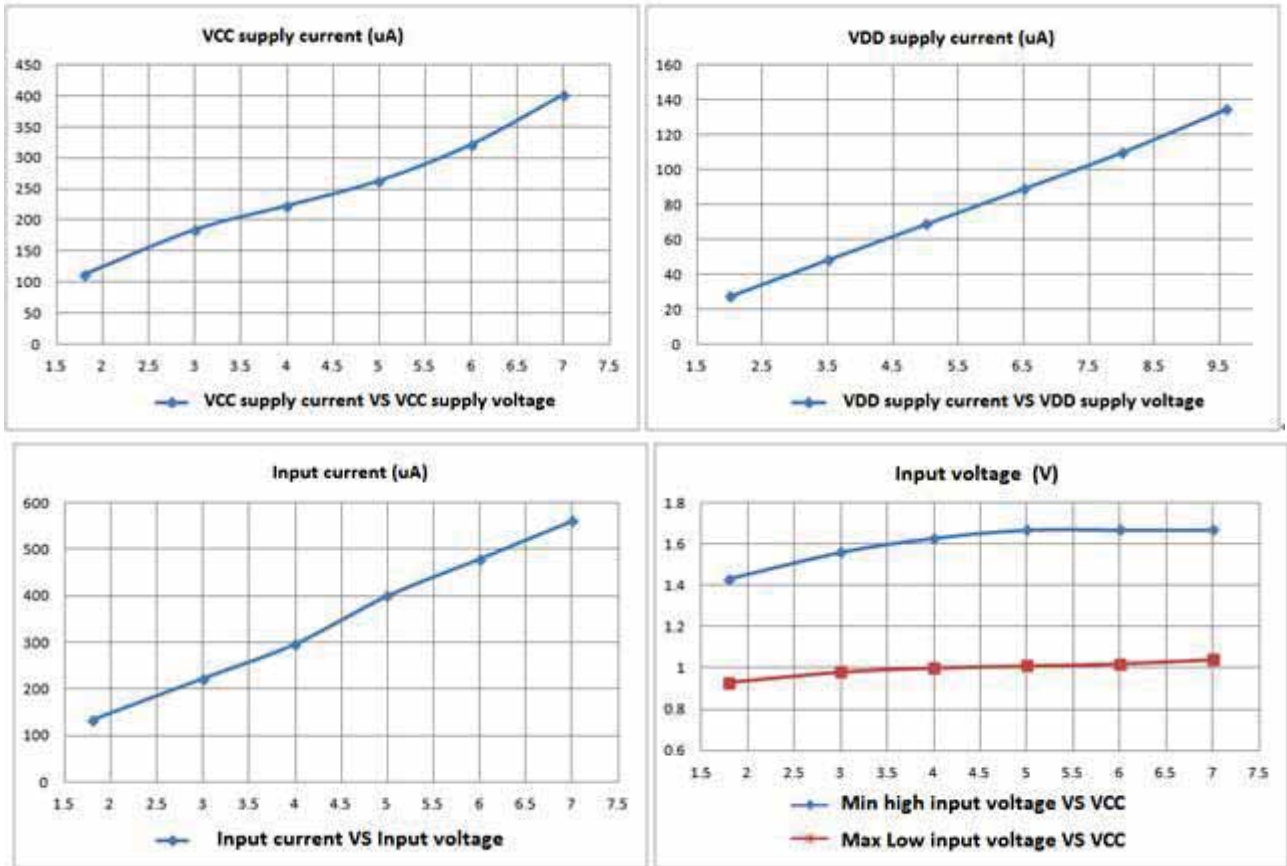 VCC supply current (uA)
450
400
350
300
250
200
150
100
50
0
1.5 2 2.5 3 3.5 4 4.5 5 5.5 6 6.5 7 7.5
VCC supply current VS VCC supply voltage
VDD supply current (uA)
160
140
120
100
80
60
40
20
0
1.5 2.5 3.5 4.5 5.5 6.5 7.5 8.5 9.5
VDD supply current VS VDD supply voltage
Input current (uA)
600
500
400
300
200
100
0
1.5 2 2.5 3 3.5 4 4.5 5 5.5 6 6.5 7 7.5
Input current VS Input voltage
Input voltage (V)
1.8
1.6
1.4
1.2
1
0.8
0.6
1.5 2 2.5 3 3.5 4 4.5 5 5.5 6 6.5 7 7.5
Min high input voltage VS VCC
Max Low input voltage VS VCC